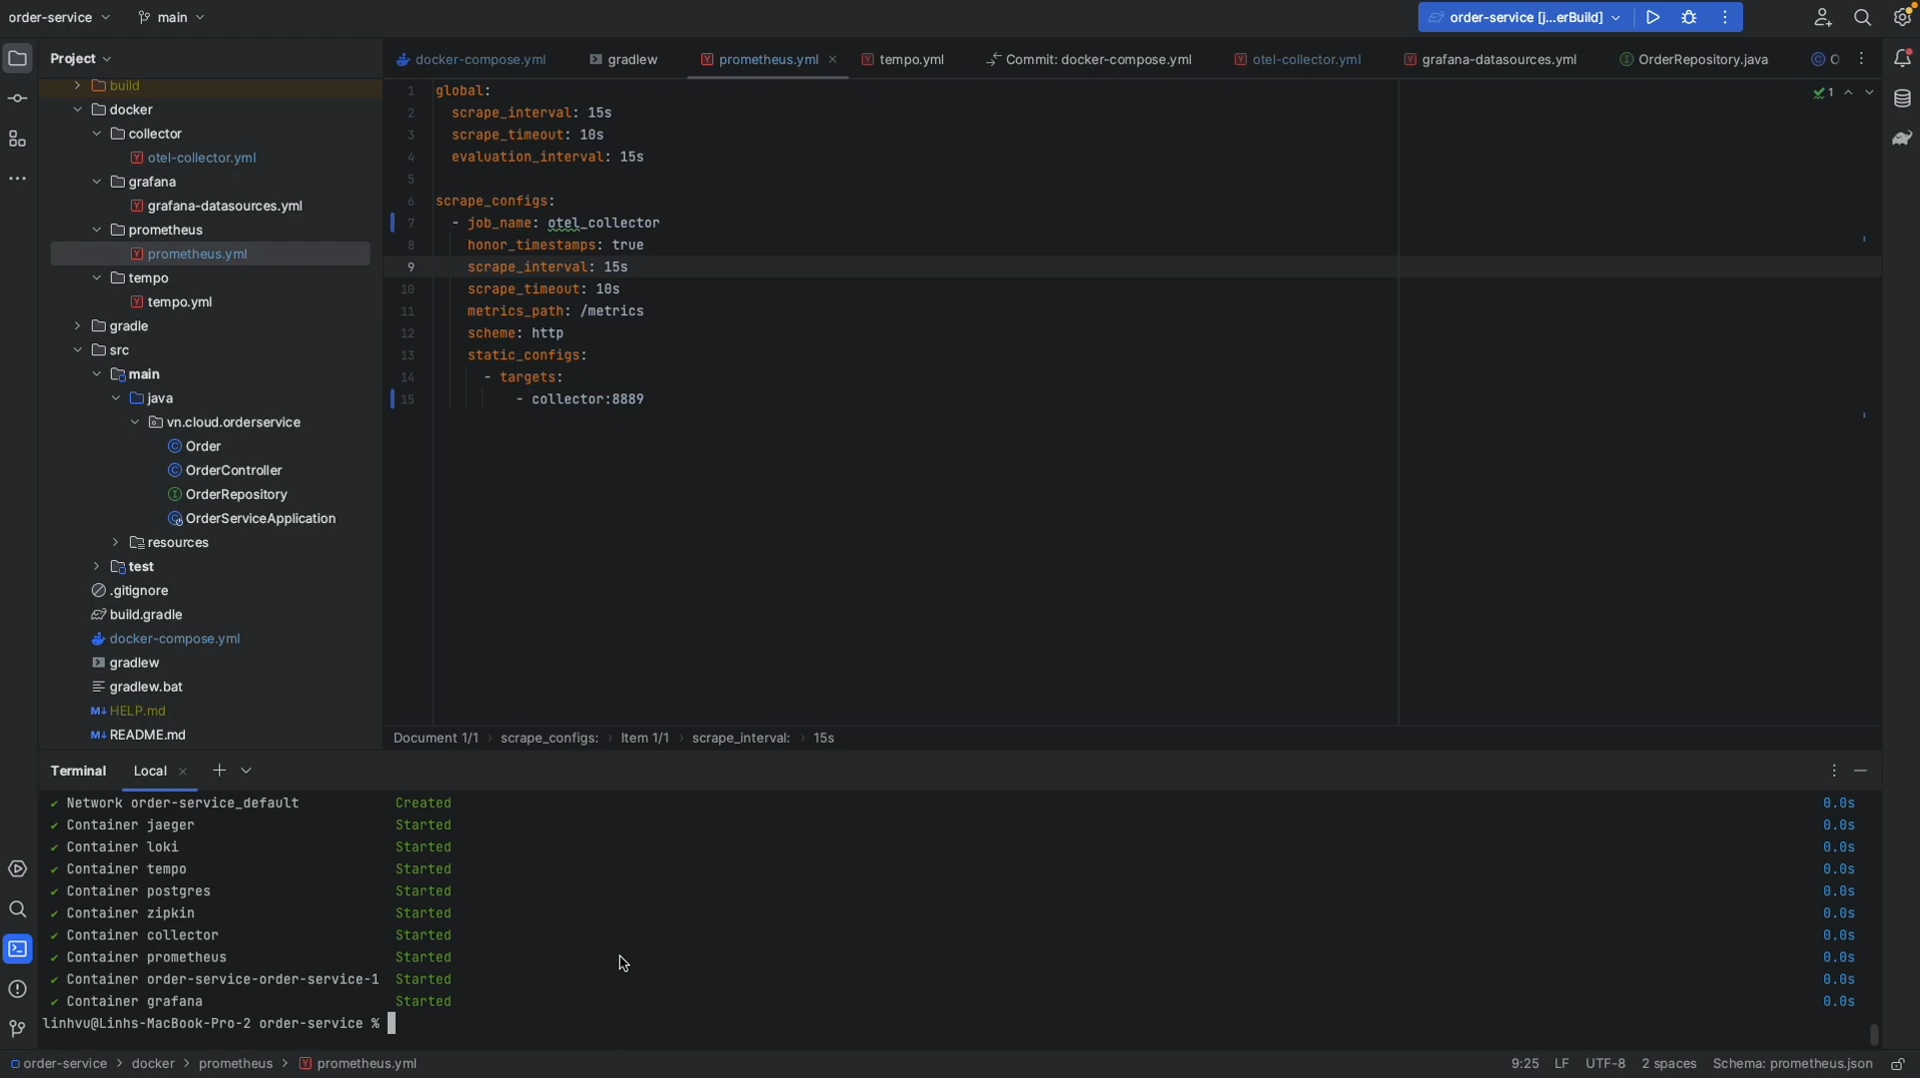 order-service
main
order-service [j...erBuild]
Project
docker-compose.yml
gradlew
prometheus.yml
tempo.yml
Commit: docker-compose.yml
otel-collector.yml
grafana-datasources.yml
OrderRepository.java
O
build
docker
collector
otel-collector.yml
grafana
grafana-datasources.yml
prometheus
prometheus.yml
tempo
tempo.yml
gradle
src
main
java
vn.cloud.orderservice
Order
OrderController
OrderRepository
OrderServiceApplication
resources
test
.gitignore
build.gradle
docker-compose.yml
gradlew
gradlew.bat
HELP.md
README.md
1 global:
2 scrape_interval: 15s
3 scrape_timeout: 10s
4 evaluation_interval: 15s
5
6 scrape_configs:
7 - job_name: otel_collector
8 honor_timestamps: true
9 scrape_interval: 15s
10 scrape_timeout: 10s
11 metrics_path: /metrics
12 scheme: http
13 static_configs:
14 - targets:
15 - collector:8889
1
Document 1/1 › scrape_configs: › Item 1/1 › scrape_interval: › 15s
Terminal
Local
✔ Network order-service_default Created 0.0s
✔ Container jaeger Started 0.0s
✔ Container loki Started 0.0s
✔ Container tempo Started 0.0s
✔ Container postgres Started 0.0s
✔ Container zipkin Started 0.0s
✔ Container collector Started 0.0s
✔ Container prometheus Started 0.0s
✔ Container order-service-order-service-1 Started 0.0s
✔ Container grafana Started 0.0s
linhvu@Linhs-MacBook-Pro-2 order-service %
order-service › docker › prometheus › prometheus.yml
9:25 LF UTF-8 2 spaces Schema: prometheus.json